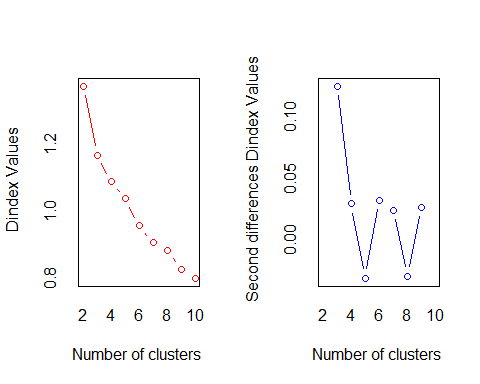 Dindex Values
0.8 1.0 1.2
2 4 6 8 10
Number of clusters
Second differences Dindex Values
0.00 0.05 0.10
2 4 6 8 10
Number of clusters